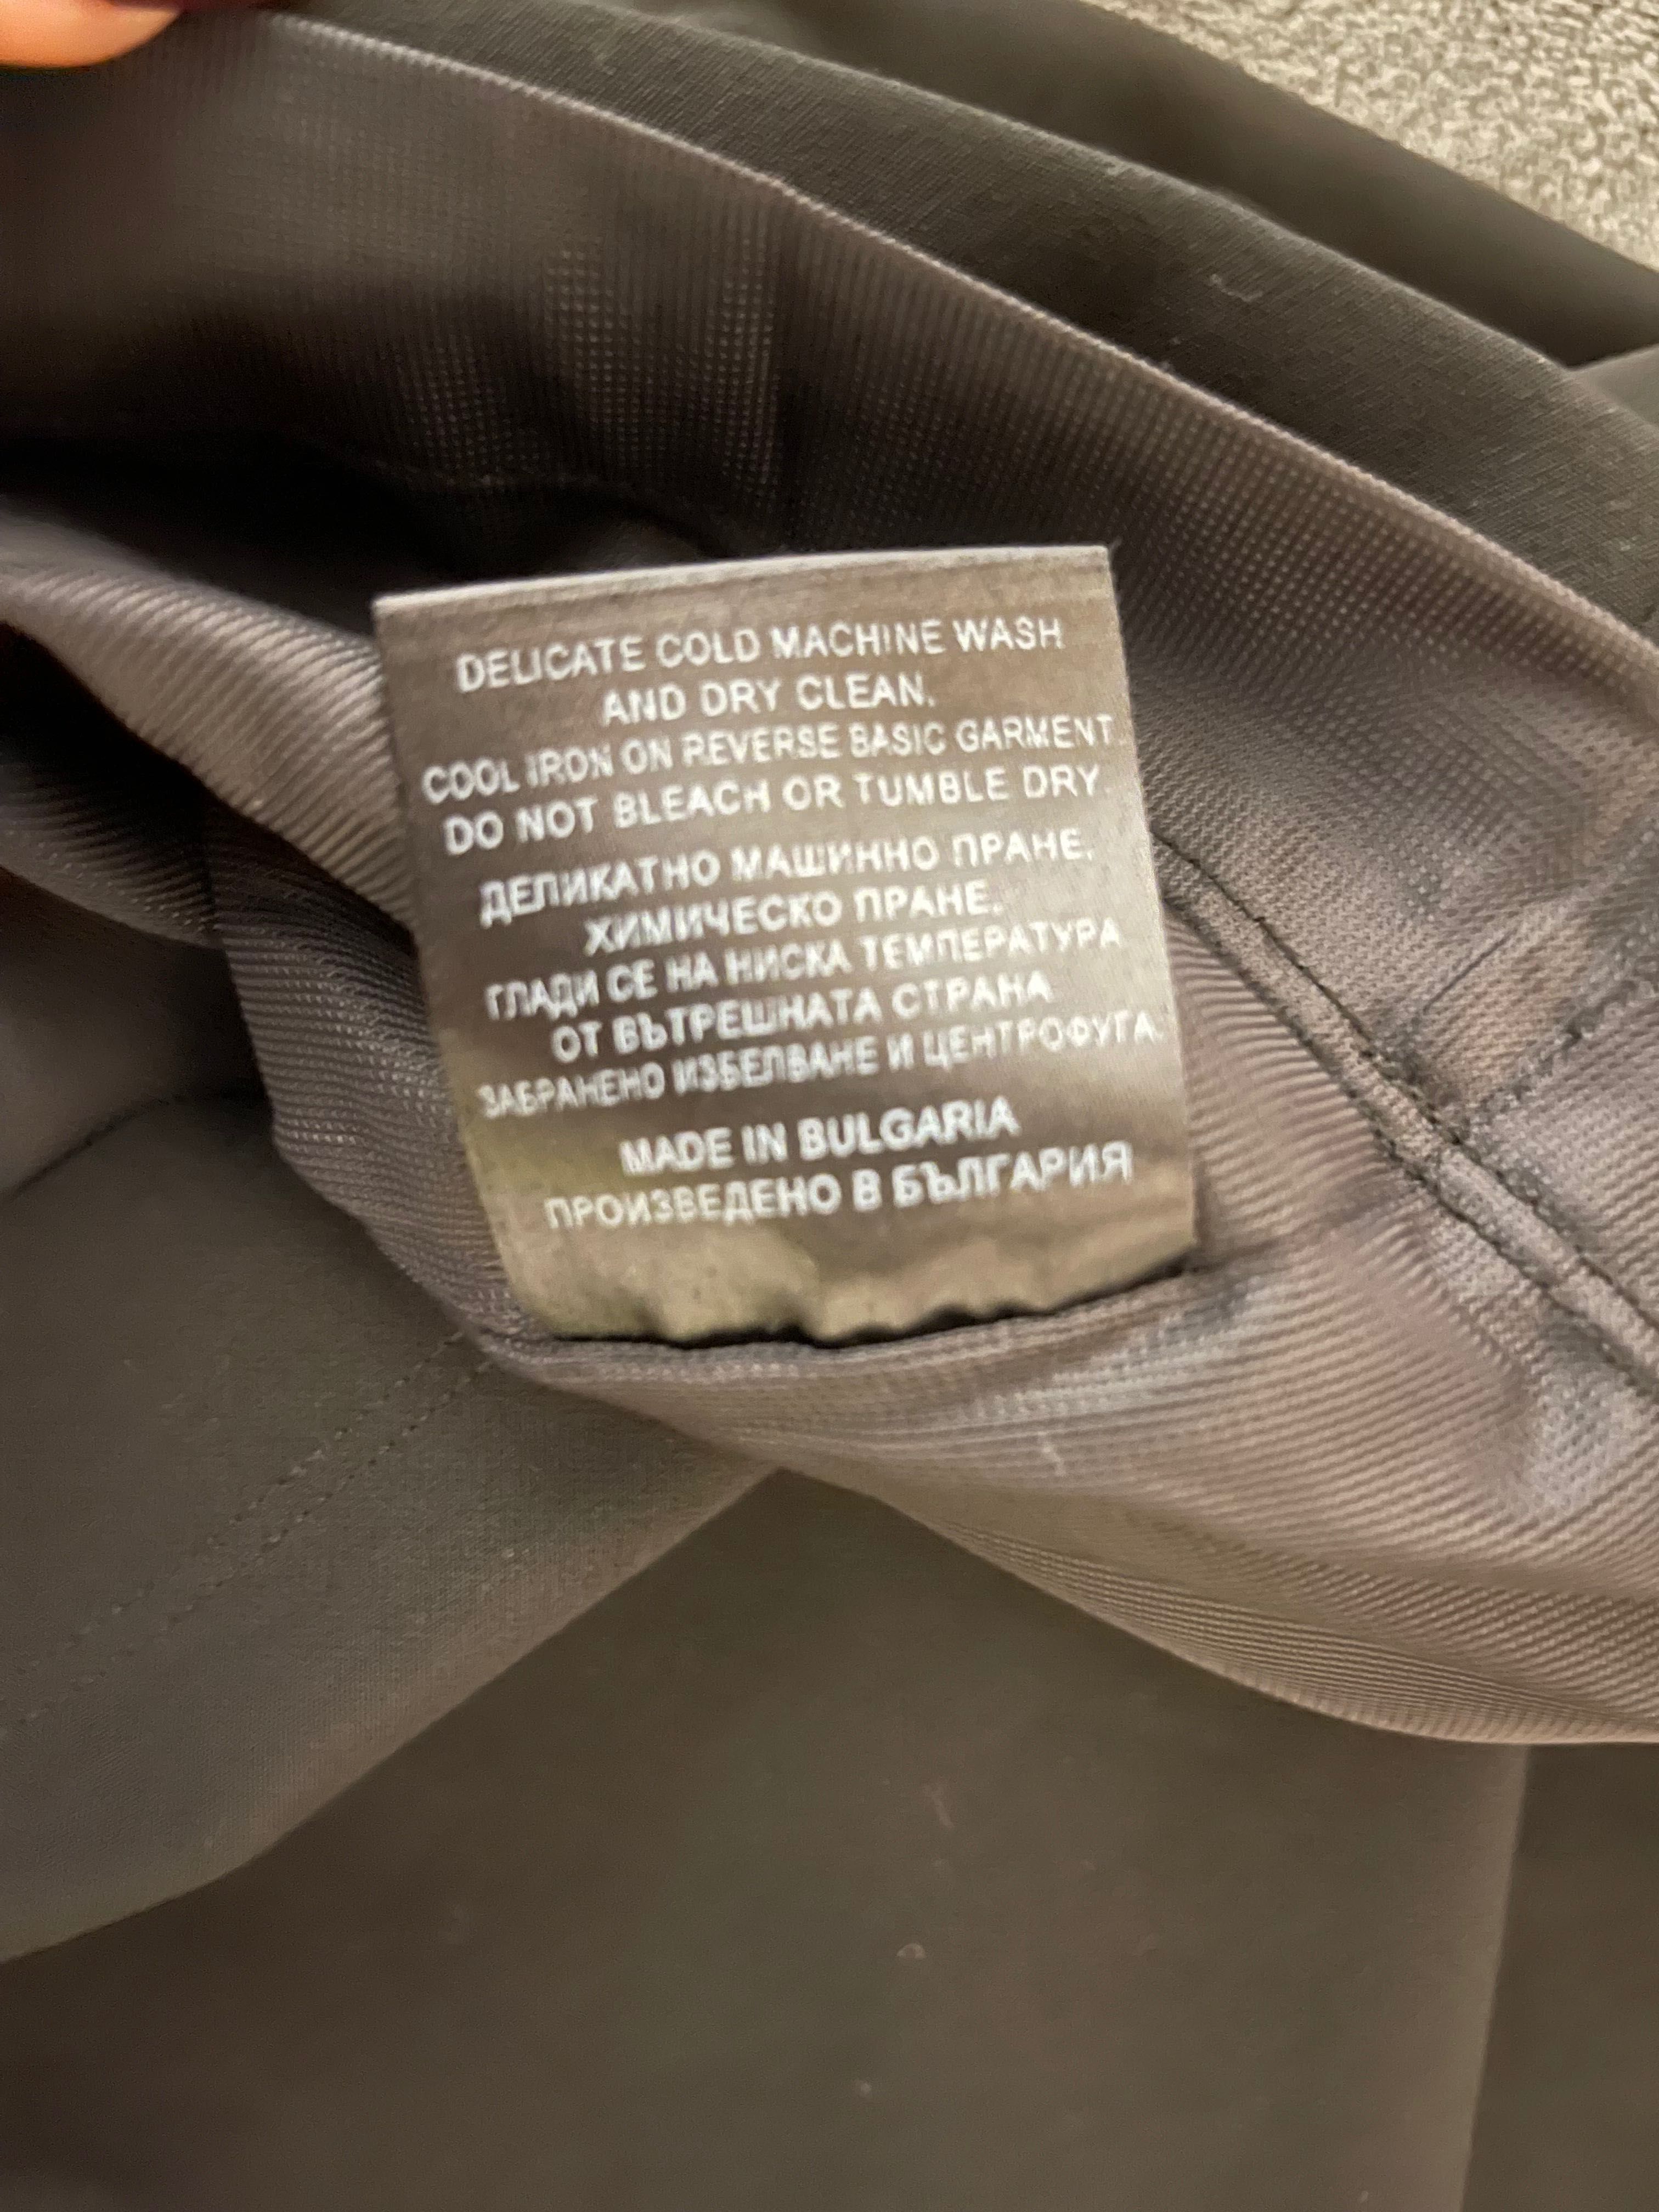 DELICATE COLD MACHINE WASH
AND DRY CLEAN.
COOL IRON ON REVERSE BASIC GARMENT
DO NOT BLEACH OR TUMBLE DRY.
ДЕЛИКАТНО МАШИННО ПРАНЕ.
ХИМИЧЕСКО ПРАНЕ.
ГЛАДИ СЕ НА НИСКА ТЕМПЕРАТУРА
ОТ ВЪТРЕШНАТА СТРАНА
ЗАБРАНЕНО ИЗБЕЛВАНЕ И ЦЕНТРОФУГА.
MADE IN BULGARIA
ПРОИЗВЕДЕНО В БЪЛГАРИЯ